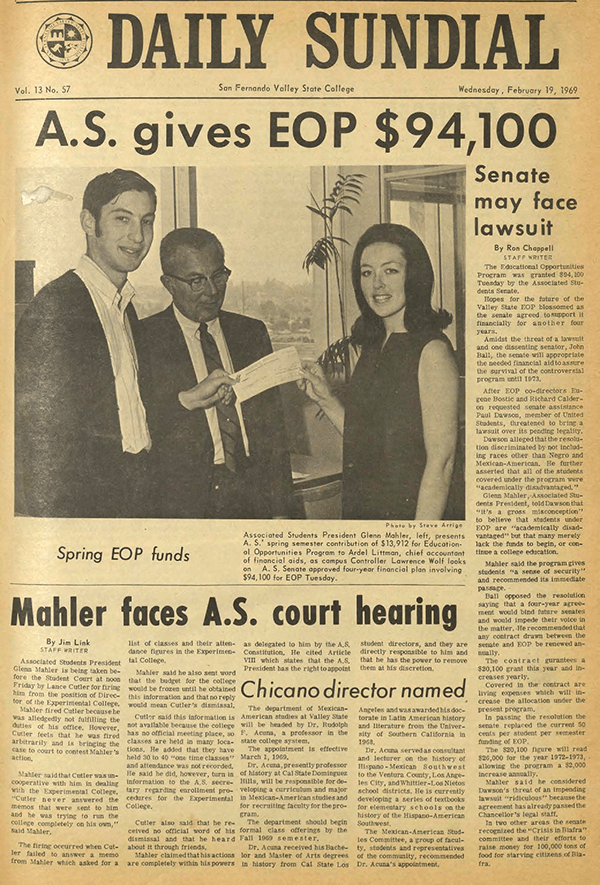 DAILY SUNDIAL
Vol. 13 No. 57
San Fernando Valley State College
Wednesday, February 19, 1969
A.S. gives EOP $94,100
Senate
may face
lawsuit
By Ron Chappell
STAFF WRITER
The Educational Opportunities
Program was granted $94,100
Tuesday by the Associated Stu-
dents Senate.
Hopes for the future of the
Valley State EOP blossomed as
the senate agreed to support it
financially for another four
years.
Amidst the threat of a lawsuit
and one dissenting senator, John
Ball, the senate will appropriate
the needed financial aid to assure
the survival of the controversial
program until 1973.
After EOP co-directors Eu-
gene Bostic and Richard Calder-
on requested senate assistance
Paul Dawson, member of United
Students, threatened to bring a
lawsuit over its pending legality.
Dawson alleged that the resolu-
tion discriminated by not includ-
ing races other than Negro and
Mexican-American. He further
asserted that all of the students
covered under the program were
"academically disadvantaged."
Glenn Mahler, Associated Stu-
dents President, told Dawson that
"it's a gross misconception"
to believe that students under
EOP are "academically disad-
vantaged" but that many merely
lack the funds to begin, or con-
tinue a college education.
Mahler said the program gives
students "a sense of security"
and recommended its immediate
passage.
Ball opposed the resolution
saying that a four-year agree-
ment would bind future senates
and would impede their voice in
the matter. He recommended that
any contract drawn between the
senate and EOP be renewed an-
nually.
The contract gurantees a
$20,100 grant this year and in-
creases yearly.
Covered in the contract are
living expenses which will in-
crease the allocation under the
present program.
In passing the resolution the
senate replaced the current 50
cents per student per semester
funding of EOP.
The $20,100 figure will read
$26,000 for the year 1972-1973,
allowing the program a $2,000
increase annually.
Mahler said he considered
Dawson's threat of an impending
lawsuit "ridiculous" because the
agreement has already passed the
Chancellor's legal staff.
In two other areas the senate
recognized the "Crisis in Biafra"
committee and their efforts to
raise money for 100,000 tons of
food for starving citizens of Bia-
fra.
Photo by Steve Arrigo
Spring EOP funds
Associated Students President Glenn Mahler, left, presents
A. S.' spring semester contribution of $13,912 for Education-
al Opportunities Program to Ardel Littman, chief accountant
of financial aids, as campus Controller Lawrence Wolf looks
on A. S. Senate approved four-year financial plan involving
$94,100 for EOP Tuesday.
Mahler faces A.S. court hearing
By Jim Link
STAFF WRITER
Associated Students President
Glenn Mahler is being taken be-
fore the Student Court at noon
Friday by Lance Cutler for firing
him from the position of Direc-
tor of the Experimental College.
Mahler fired Cutler because he
was alledgedly not fulfilling the
duties of his office. However,
Cutler feels that he was fired
arbitrarily and is bringing the
case to court to contest Mahler's
action.
Mahler said that Cutler was un-
cooperative with him in dealing
with the Experimental College.
"Cutler never answered the
memos that were sent to him
and he was trying to run the
college completely on his own,"
said Mahler.
The firing occurred when Cut-
ler failed to answer a memo
from Mahler which asked for a
list of classes and their atten-
dance figures in the Experimen-
tal College.
Mahler said he also sent word
that the budget for the college
would be frozen until he obtained
this information and that no reply
would mean Cutler's dismissal.
Cutlr said this information is
not available because the college
has no official meeting place, so
classes are held in many loca-
tions. He added that they have
held 30 to 40 "one time classes"
and attendance was not recorded.
He said he did, however, turn in
information to the A.S. secre-
tary regarding enrollment proce-
dures for the Experimental
College.
Cutler also said that he re-
ceived no official word of his
dismissal and that he heard
about it through friends.
Mahler claimed that his actions
are completely within his powers
as delegated to him by the A.S.
Constitution. He cited Article
VIII which states that the A.S.
President has the right to appoint
student directors, and they are
directly responsible to him and
that he has the power to remove
them at his discretion.
Chicano director named
The department of Mexican-
American studies at Valley State
will be headed by Dr. Rudolph
F. Acuna, a professor in the
state college system.
The appointment is effective
March 1, 1969.
Dr. Acuna, presently professor
of history at Cal State Dominguez
Hills, will be responsible for de-
veloping a curriculum and major
in Mexican-American studies and
for recruiting faculty for the pro-
gram.
The department should begin
formal class offerings by the
Fall 1969 semester.
Dr. Acuna received his Bache-
lor and Master of Arts degrees
in history from Cal State Los
Angeles and was awarded his doc-
torate in Latin American history
and literature from the Univer-
sity of Southern California in
1968.
Dr. Acuna served as consultant
and lecturer on the history of
Hispano-Mexican Southwest
to the Ventura County, Los Ange-
les City, and Whittier-Los Nietos
school districts. He is currently
developing a series of textbooks
for elementary schools on the
history of the Hispano-American
Southwest.
The Mexican-American Stud-
ies Committee, a group of facul-
ty, students and representatives
of the community, recommended
Dr. Acuna's appointment.